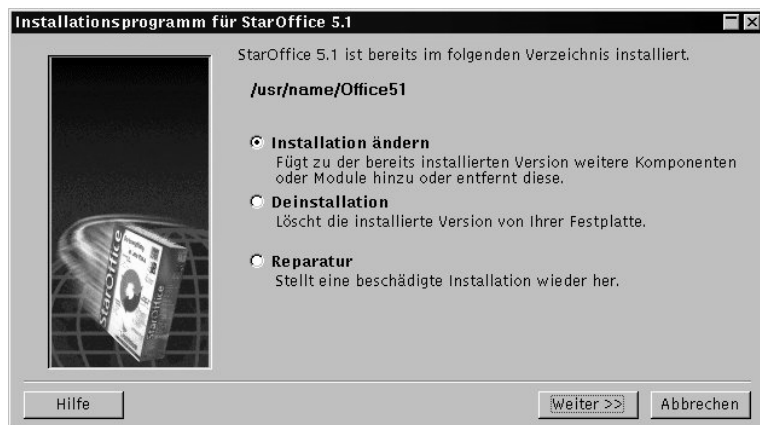 Installationsprogramm für StarOffice 5.1
StarOffice 5.1 ist bereits im folgenden Verzeichnis installiert.
/usr/name/Office51
Installation ändern
Fügt zu der bereits installierten Version weitere Komponenten
oder Module hinzu oder entfernt diese.
Deinstallation
Löscht die installierte Version von Ihrer Festplatte.
Reparatur
Stellt eine beschädigte Installation wieder her.
StarOffice
StarOffice
Hilfe
Weiter >>
Abbrechen